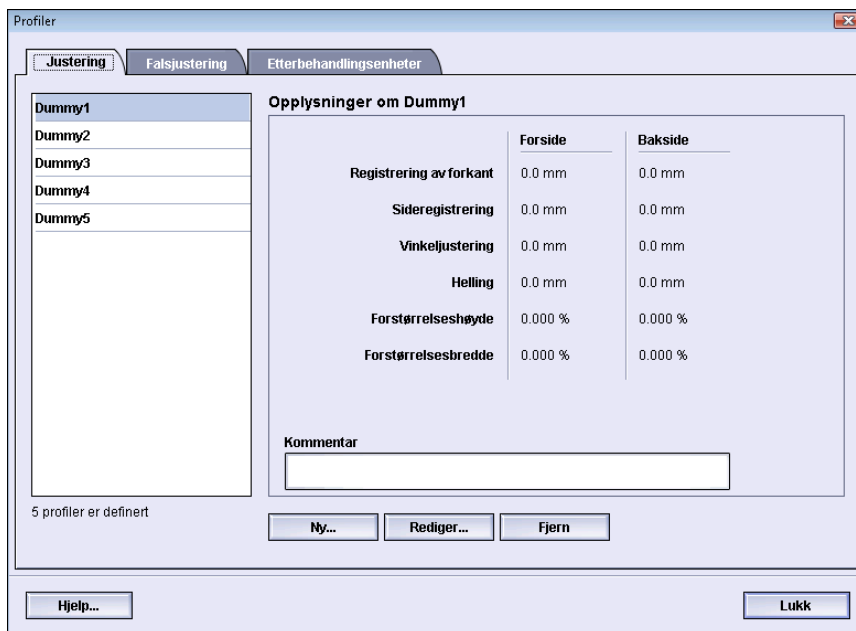 Profiler
Justering Falsjustering Etterbehandlingsenheter
Dummy1
Dummy2
Dummy3
Dummy4
Dummy5
5 profiler er definert
Opplysninger om Dummy1
Forside Bakside
Registrering av forkant 0.0 mm 0.0 mm
Sideregistrering 0.0 mm 0.0 mm
Vinkeljustering 0.0 mm 0.0 mm
Helling 0.0 mm 0.0 mm
Forstørrelseshøyde 0.000 % 0.000 %
Forstørrelsesbredde 0.000 % 0.000 %
Kommentar
Ny... Rediger... Fjern
Hjelp... Lukk